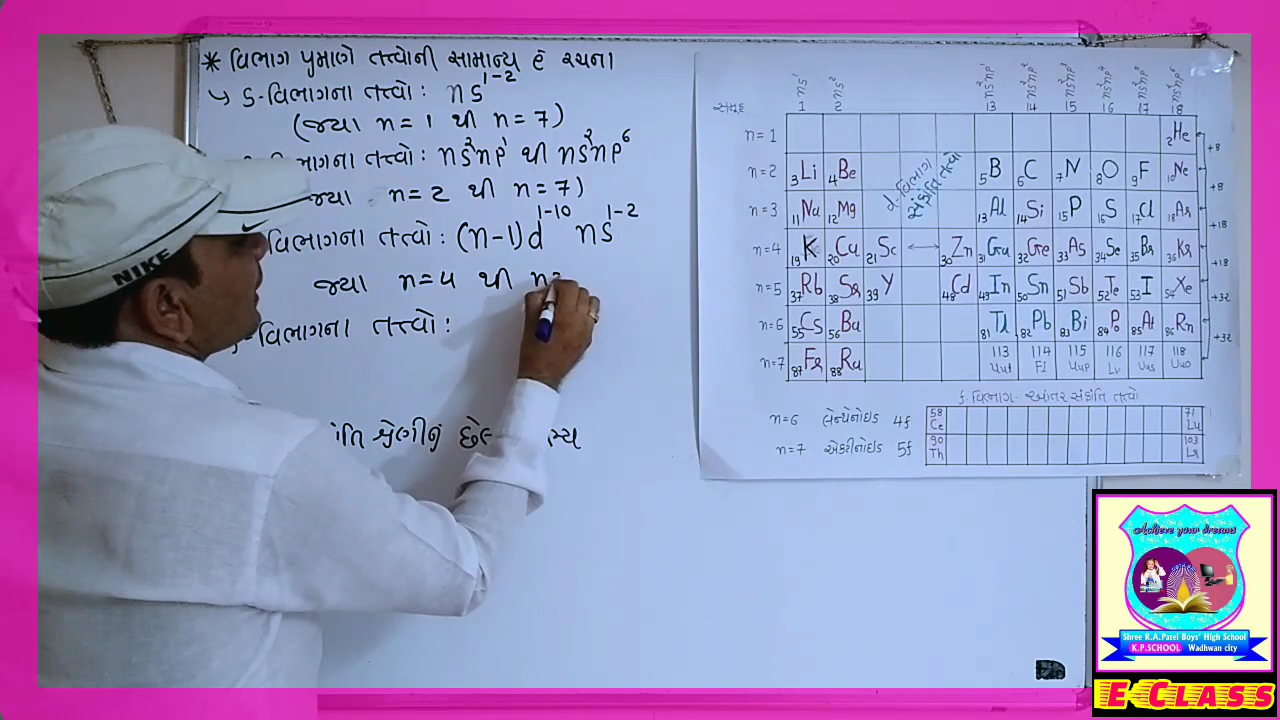 * વિભાગ પ્રમાણે તત્ત્વોની સામાન્ય ઇ રચના
↳ S-વિભાગના તત્ત્વો: ns¹⁻²
(જ્યા n = 1 થી n = 7)
વિભાગના તત્ત્વો: ns²np¹ થી ns²np⁶
જ્યા n = 2 થી n = 7)
વિભાગના તત્ત્વો: (n-1)d¹⁻¹⁰ ns¹⁻²
જ્યા n=4 થી n=
વિભાગના તત્ત્વો:
શ્રેણીનું
NIKE
ns¹ ns² ns²np¹ ns²np² ns²np³ ns²np⁴ ns²np⁵ ns²np⁶
સમૂહ 1 2 13 14 15 16 17 18
n=1 2He +8
n=2 3Li 4Be 5B 6C 7N 8O 9F 10Ne +8
d-વિભાગ
સંક્રાંતિ તત્વો
n=3 11Na 12Mg 13Al 14Si 15P 16S 17Cl 18Ar +18
n=4 19K 20Ca 21Sc ⟷ 30Zn 31Ga 32Ge 33As 34Se 35Br 36Kr +18
n=5 37Rb 38Sr 39Y 48Cd 49In 50Sn 51Sb 52Te 53I 54Xe +32
n=6 55Cs 56Ba 81Tl 82Pb 83Bi 84Po 85At 86Rn +32
n=7 87Fr 88Ra 113 Uut 114 Fl 115 Uup 116 Lv 117 Uus 118 Uuo
f-વિભાગ- આંતર સંક્રાંતિ તત્વો
n=6 લેન્થેનોઇડ 4f 58 Ce 71 Lu
n=7 એક્ટીનોઇડ 5f 90 Th 103 Lr
Achieve your dreams
Shree R.A.Patel Boys' High School
K.P.SCHOOL Wadhwan city
E CLASS